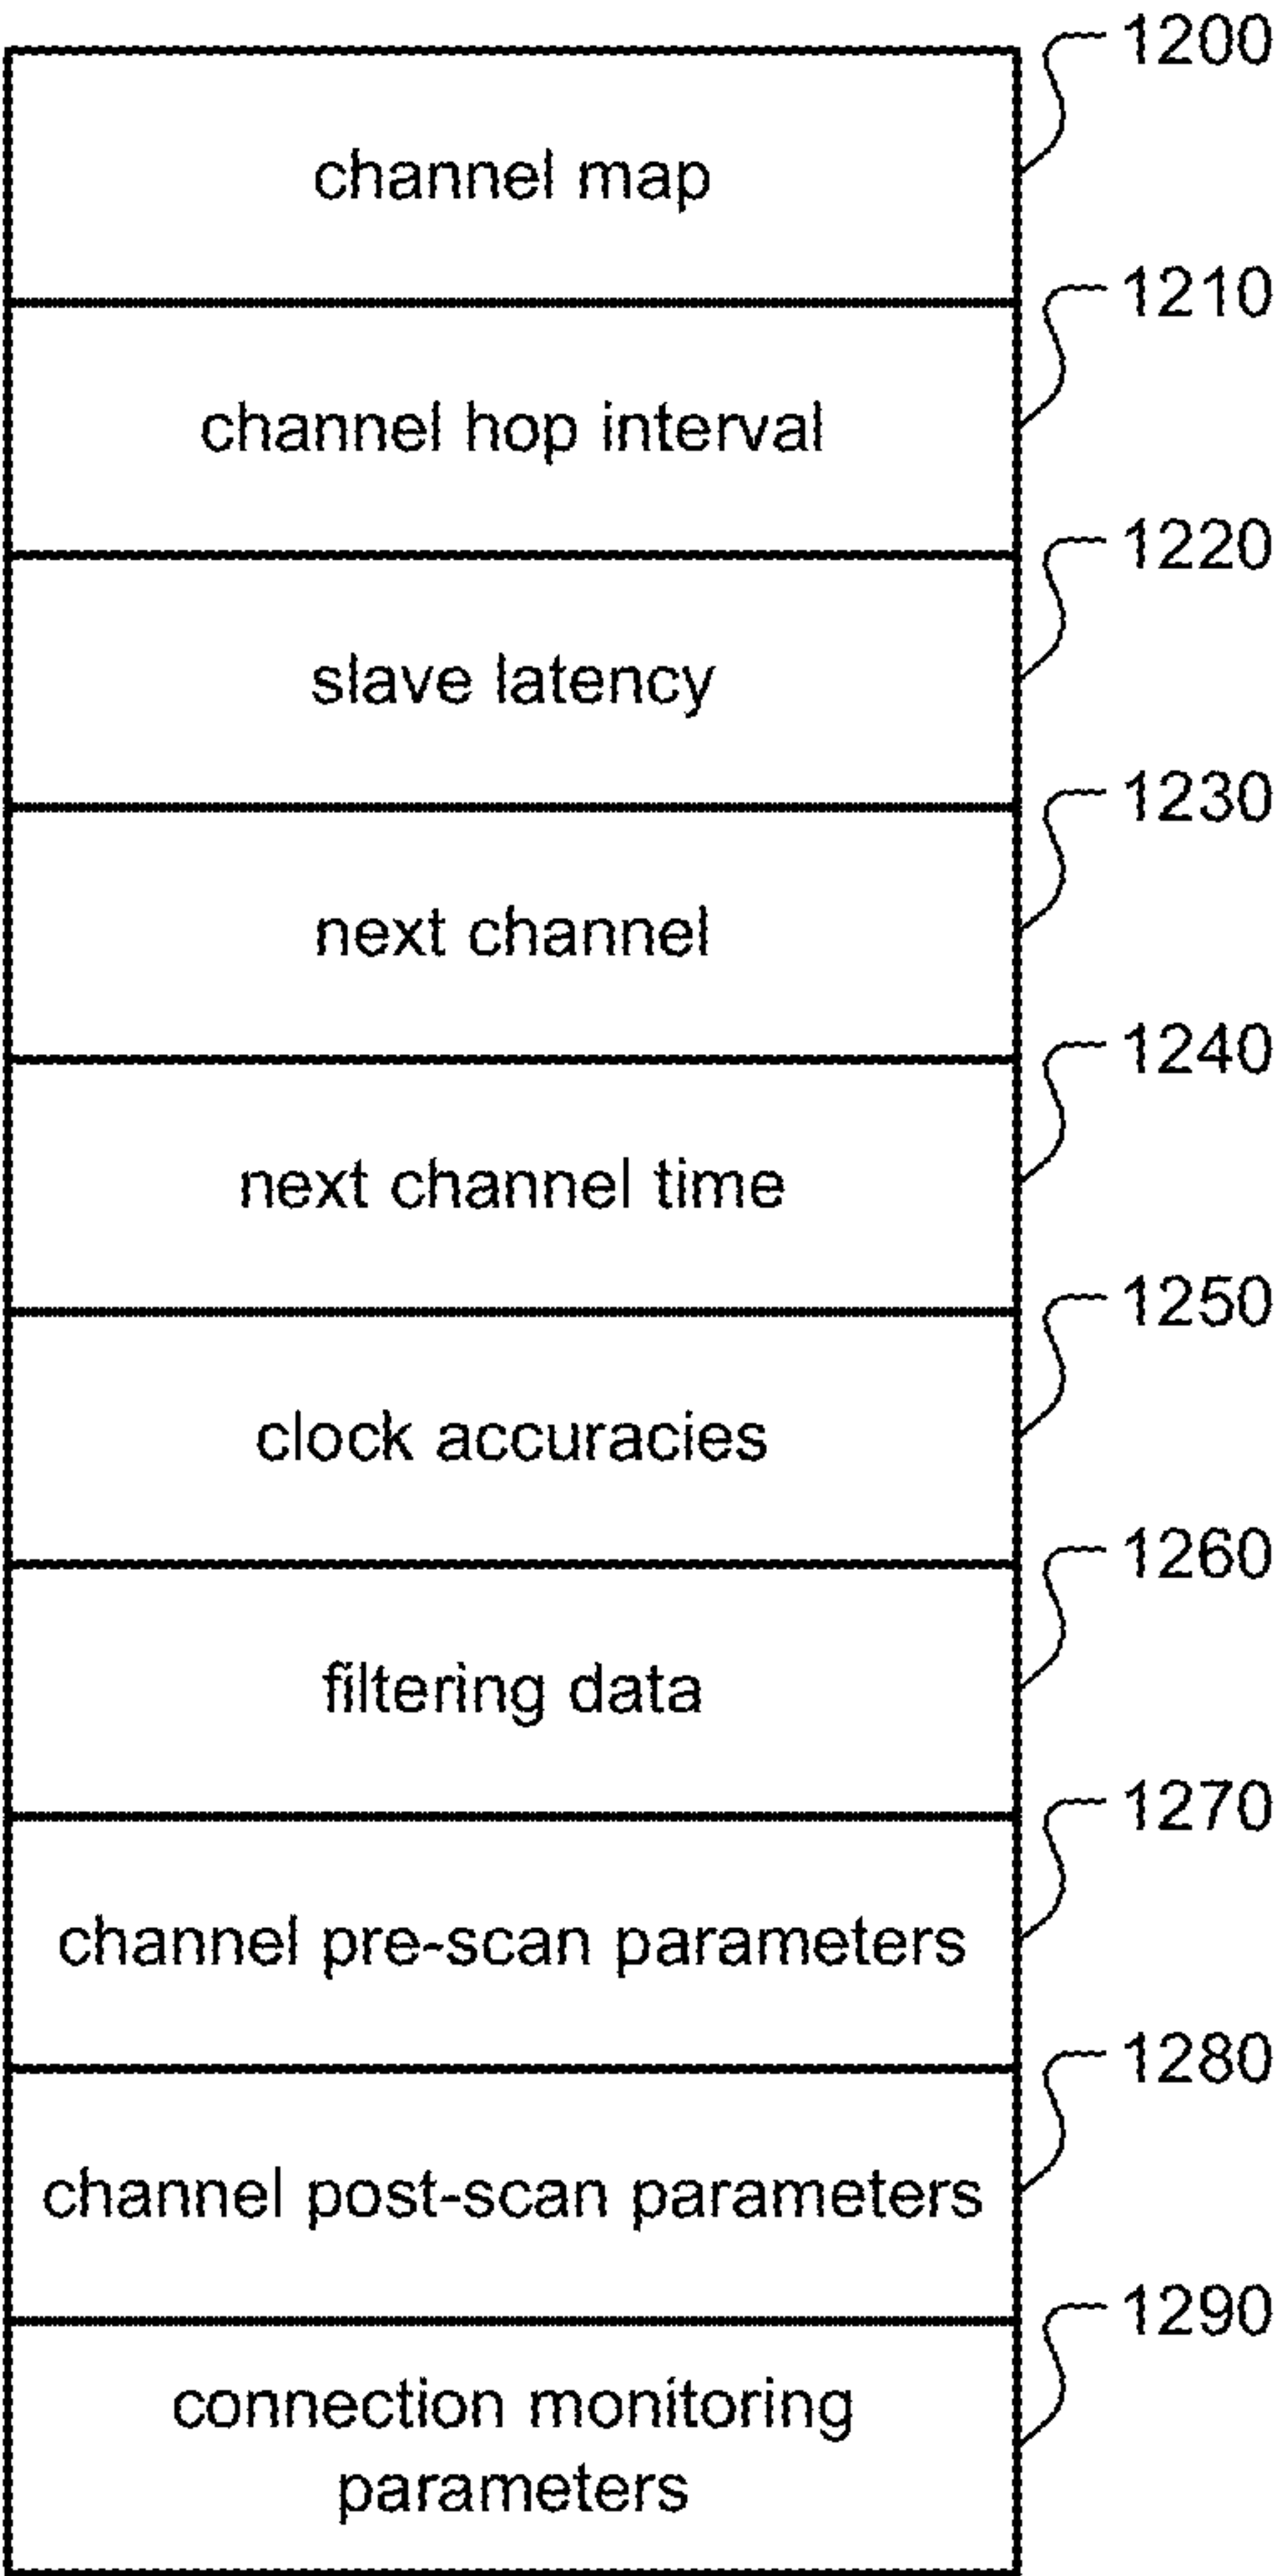 1200
channel map
1210
channel hop interval
1220
slave latency
1230
next channel
1240
next channel time
1250
clock accuracies
1260
filtering data
1270
channel pre-scan parameters
1280
channel post-scan parameters
1290
connection monitoring
parameters